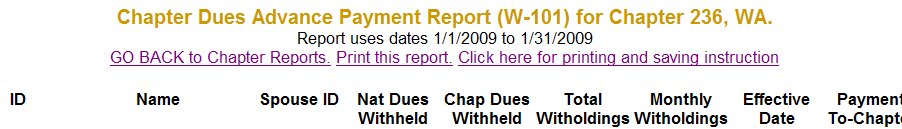 Chapter Dues Advance Payment Report (W-101) for Chapter 236, WA.
Report uses dates 1/1/2009 to 1/31/2009
GO BACK to Chapter Reports. Print this report. Click here for printing and saving instruction
ID Name Spouse ID Nat Dues Chap Dues Total Monthly Effective Payment
Withheld Withheld Witholdings Witholdings Date To-Chapte